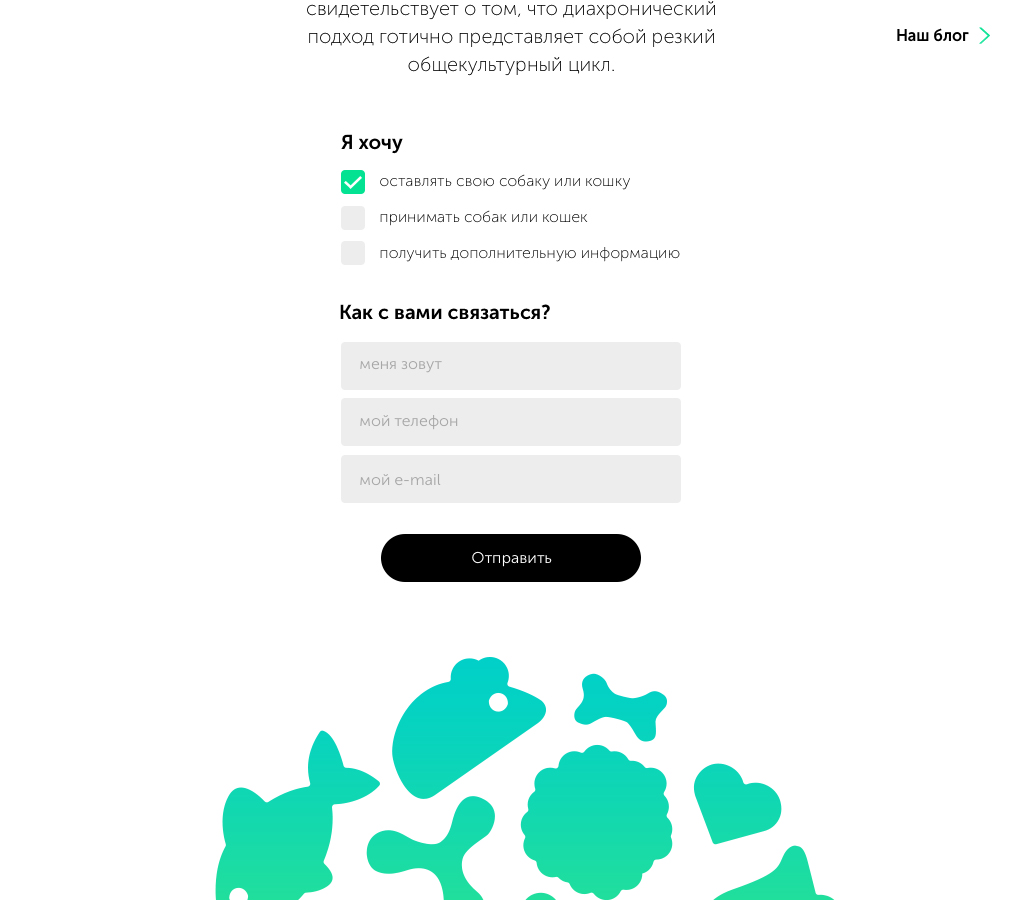 свидетельствует о том, что диахронический
подход готично представляет собой резкий
общекультурный цикл.
Наш блог
Я хочу
оставлять свою собаку или кошку
принимать собак или кошек
получить дополнительную информацию
Как с вами связаться?
меня зовут
мой телефон
мой e-mail
Отправить